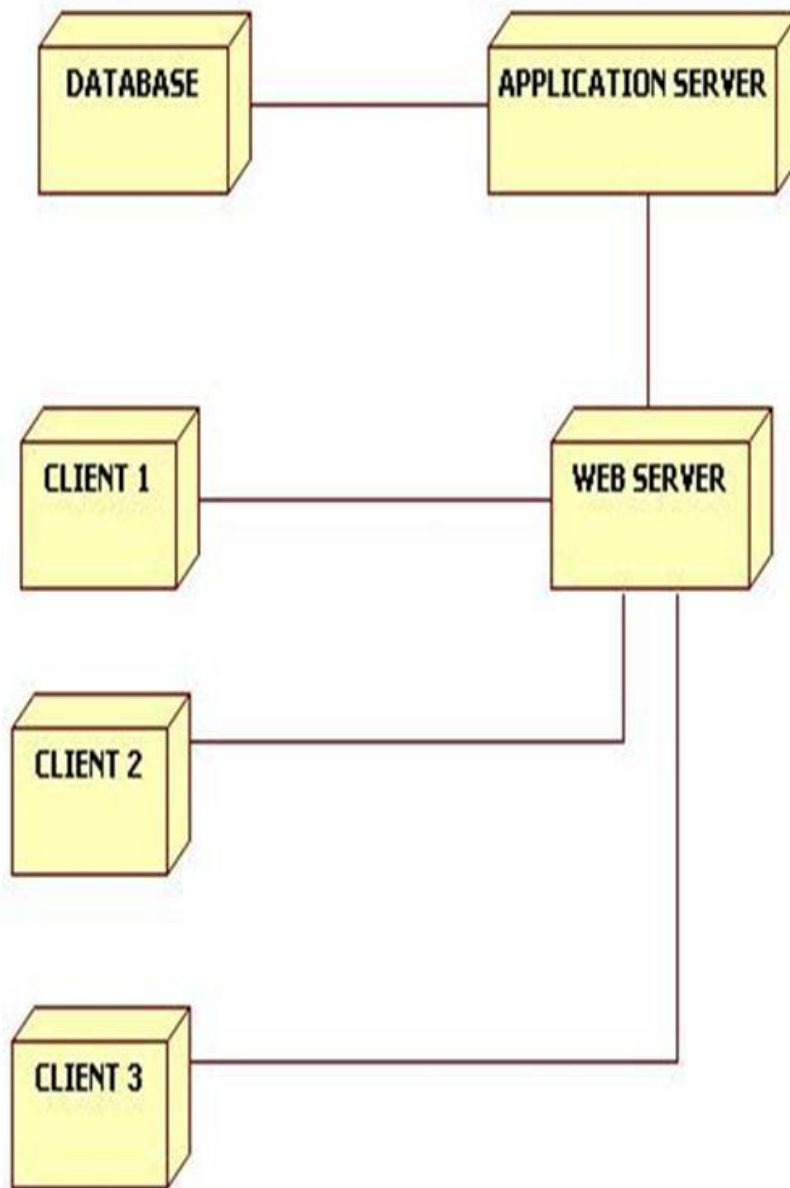 DATABASE
APPLICATION SERVER
CLIENT 1
WEB SERVER
CLIENT 2
CLIENT 3